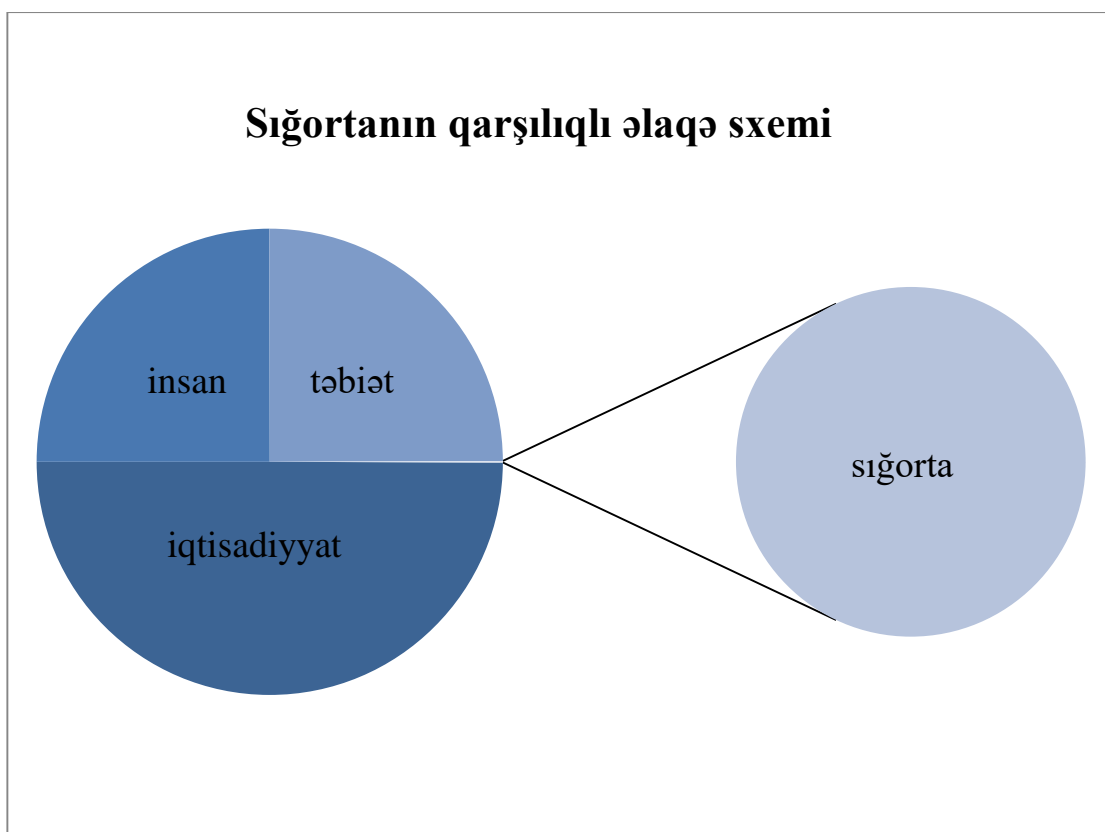 Sığortanın qarşılıqlı əlaqə sxemi
insan
təbiət
sığorta
iqtisadiyyat